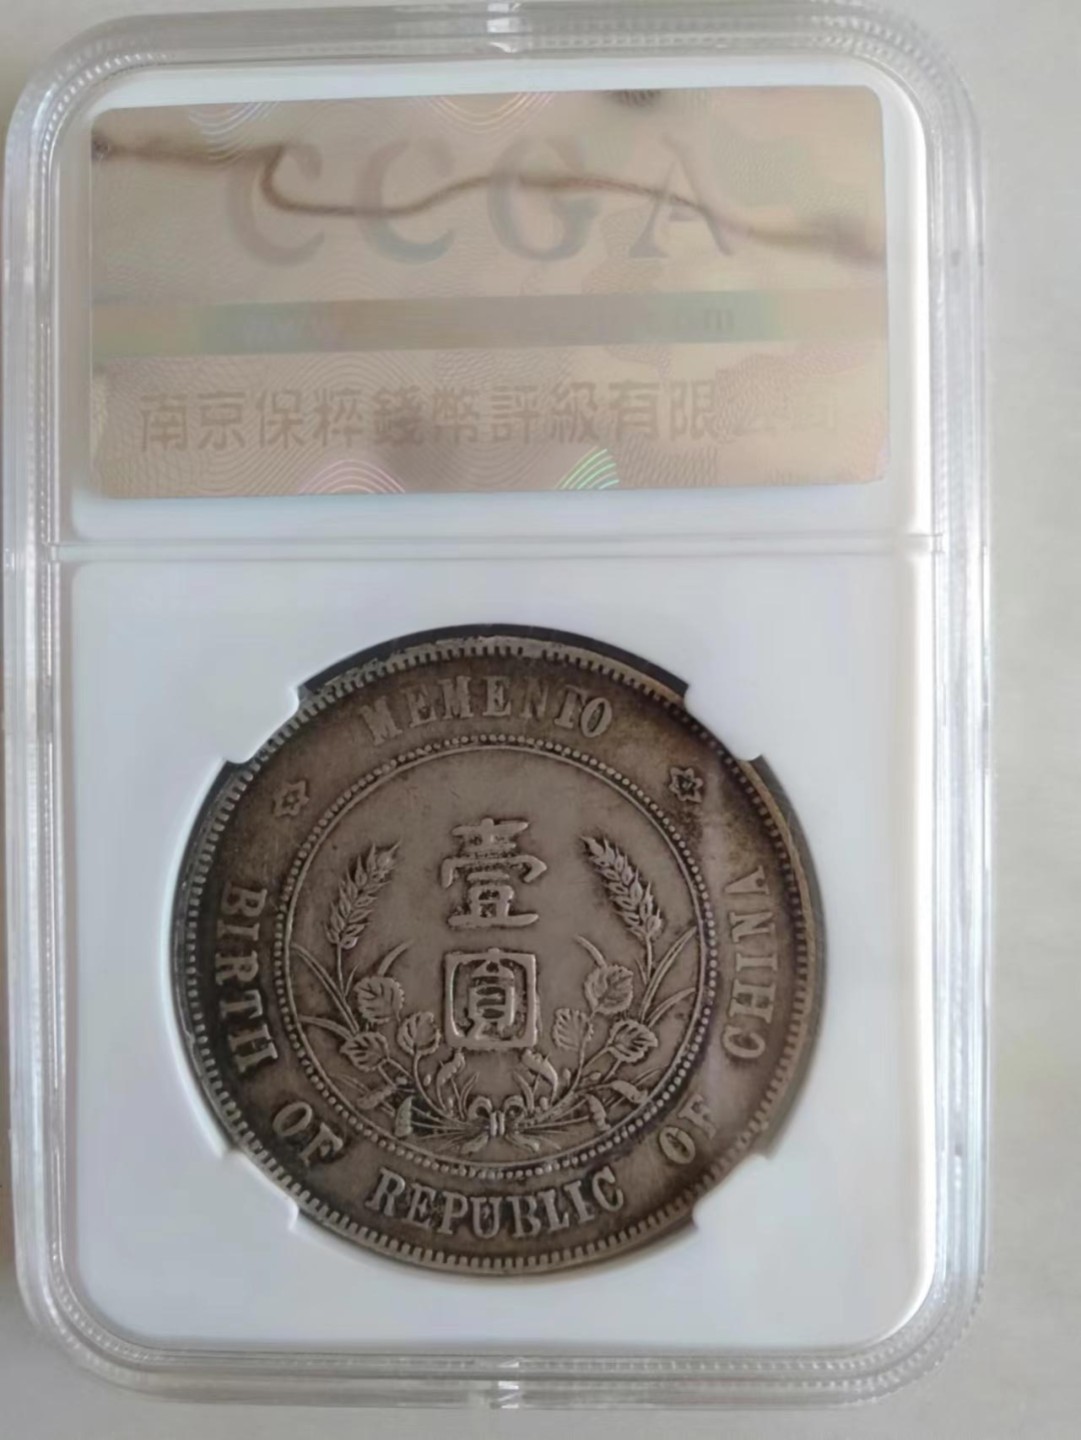 CCGA
南京保粹錢幣評級有限公司
MEMENTO
BIRTH OF REPUBLIC OF CHINA
壹
圓